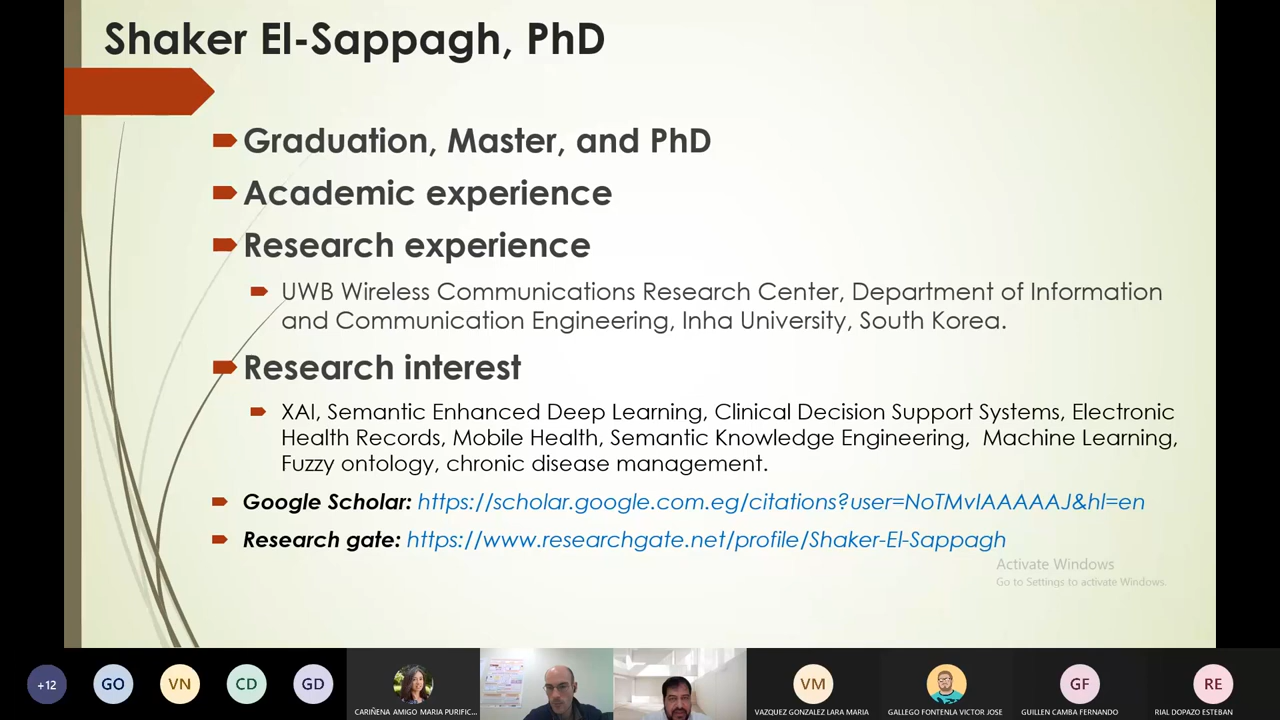 Shaker El-Sappagh, PhD
Graduation, Master, and PhD
Academic experience
Research experience
UWB Wireless Communications Research Center, Department of Information
and Communication Engineering, Inha University, South Korea.
Research interest
XAI, Semantic Enhanced Deep Learning, Clinical Decision Support Systems, Electronic
Health Records, Mobile Health, Semantic Knowledge Engineering, Machine Learning,
Fuzzy ontology, chronic disease management.
Google Scholar: https://scholar.google.com.eg/citations?user=NoTMvIAAAAAJ&hl=en
Research gate: https://www.researchgate.net/profile/Shaker-El-Sappagh
Activate Windows
Go to Settings to activate Windows.
+12
GO
VN
CD
GD
CARIÑENA AMIGO MARIA PURIFIC...
VM
VAZQUEZ GONZALEZ LARA MARIA
GALLEGO FONTENLA VICTOR JOSE
GF
GUILLEN CAMBA FERNANDO
RE
RIAL DOPAZO ESTEBAN